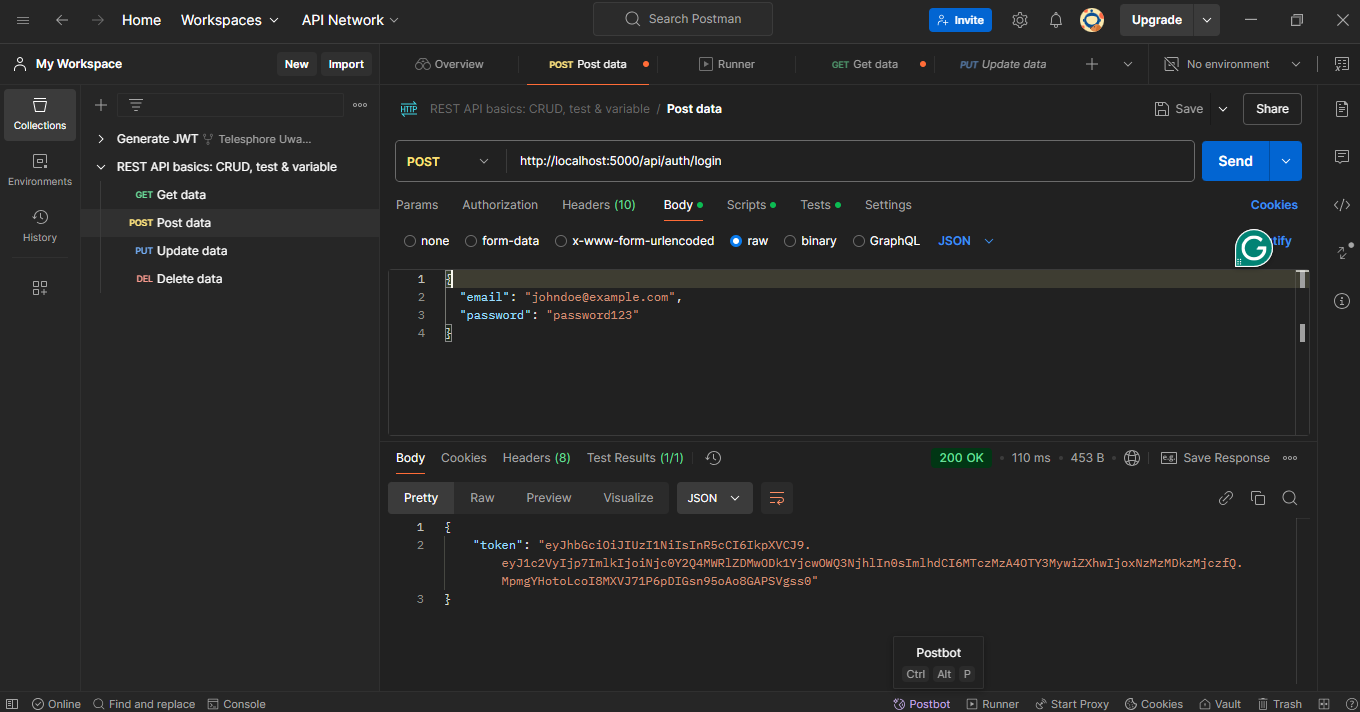 Home Workspaces API Network Search Postman Invite Upgrade
My Workspace New Import Overview POST Post data Runner GET Get data PUT Update data No environment
Collections
Environments
History
Generate JWT Telesphore Uwa...
REST API basics: CRUD, test & variable
GET Get data
POST Post data
PUT Update data
DEL Delete data
HTTP REST API basics: CRUD, test & variable / Post data Save Share
POST http://localhost:5000/api/auth/login Send
Params Authorization Headers (10) Body Scripts Tests Settings Cookies
none form-data x-www-form-urlencoded raw binary GraphQL JSON G tify
1 {
2 "email": "johndoe@example.com",
3 "password": "password123"
4 }
Body Cookies Headers (8) Test Results (1/1) 200 OK 110 ms 453 B e.g. Save Response
Pretty Raw Preview Visualize JSON
1 {
2 "token": "eyJhbGciOiJIUzI1NiIsInR5cCI6IkpXVCJ9.
eyJ1c2VyIjp7ImlkIjoiNjc0Y2Q4MWRlZDMwODk1YjcwOWQ3NjhlIn0sImlhdCI6MTczMzA4OTY3MywiZXhwIjoxNzMzMDkzMjczfQ.
MpmgYHotoLcoI8MXVJ71P6pDIGsn95oAo8GAPSVgss0"
3 }
Postbot
Ctrl Alt P
Online Find and replace Console Postbot Runner Start Proxy Cookies Vault Trash